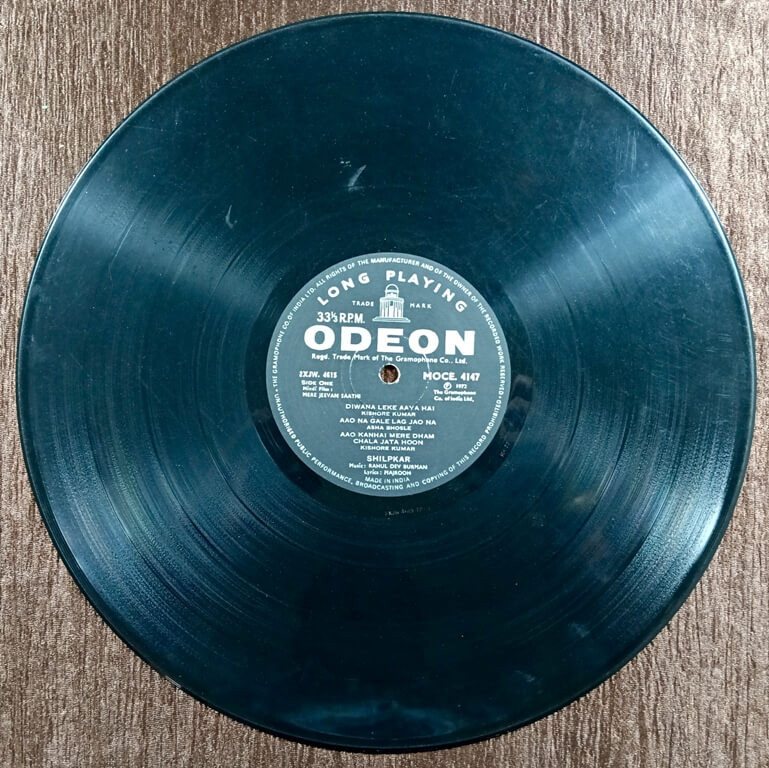 THE GRAMOPHONE CO. OF INDIA LTD. ALL RIGHTS OF THE MANUFACTURER AND OF THE OWNER OF THE RECORDED WORK RESERVED.
UNAUTHORISED PUBLIC PERFORMANCE, BROADCASTING AND COPYING OF THIS RECORD PROHIBITED.
LONG PLAYING
TRADE MARK
33⅓ R.P.M.
ODEON
Regd. Trade Mark of The Gramophone Co., Ltd.
2XJW. 4615 MOCE. 4147
SIDE ONE ℗ 1972
Hindi Film : The Gramophone
MERE JEEVAN SAATHI Co. of India Ltd.
DIWANA LEKE AAYA HAI
KISHORE KUMAR
AAO NA GALE LAG JAO NA
ASHA BHOSLE
AAO KANHAI MERE DHAM
CHALA JATA HOON
KISHORE KUMAR
SHILPKAR
Music: RAHUL DEV BURMAN
Lyrics: MAJROOH
MADE IN INDIA